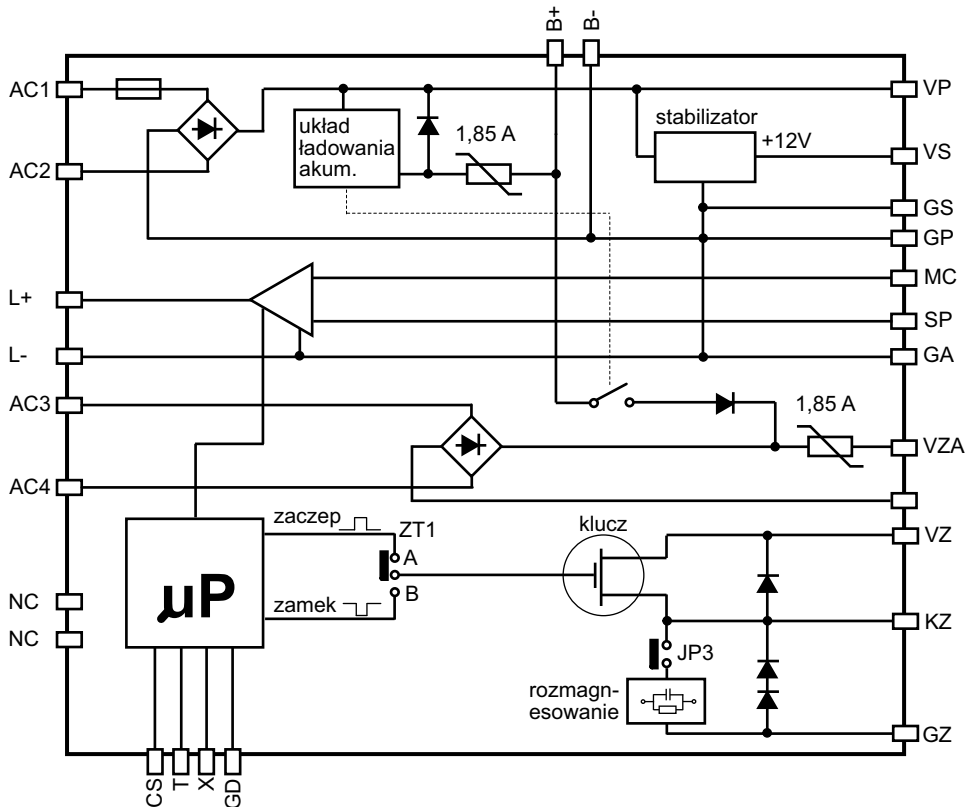 B+
B-
AC1
VP
układ
ładowania
akum.
1,85 A
stabilizator
+12V
VS
AC2
GS
GP
MC
L+
SP
L-
GA
AC3
1,85 A
VZA
AC4
zaczep
ZT1
klucz
VZ
A
µP
B
NC
zamek
KZ
NC
JP3
rozmagn-
esowanie
GZ
CS
T
X
GD